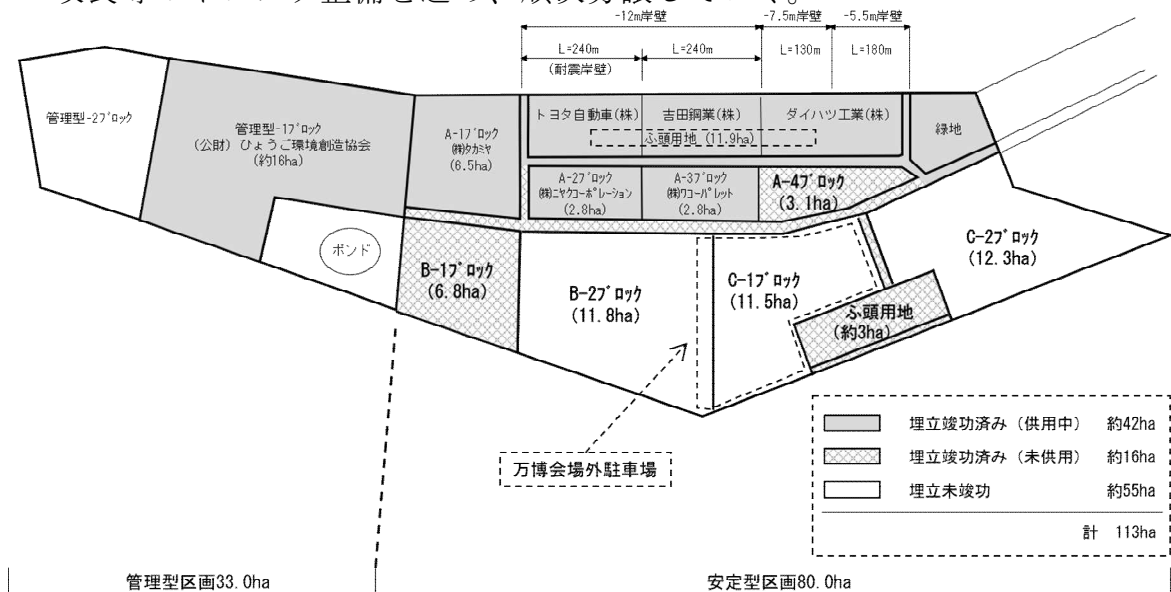 -12m岸壁
-7.5m岸壁
-5.5m岸壁
L=240m
(耐震岸壁)
L=240m
L=130m
L=180m
管理型-2ブロック
管理型-1ブロック
(公財) ひょうご環境創造協会
(約16ha)
A-1ブロック
㈱タカミヤ
(6.5ha)
トヨタ自動車(株)
吉田鋼業(株)
ダイハツ工業(株)
ふ頭用地 (11.9ha)
緑地
A-2ブロック
㈱ニヤクコーポレーション
(2.8ha)
A-3ブロック
㈱ワコーパレット
(2.8ha)
A-4ブロック
(3.1ha)
ポンド
B-1ブロック
(6.8ha)
B-2ブロック
(11.8ha)
C-1ブロック
(11.5ha)
C-2ブロック
(12.3ha)
ふ頭用地
(約3ha)
万博会場外駐車場
埋立竣功済み (供用中) 約42ha
埋立竣功済み (未供用) 約16ha
埋立未竣功 約55ha
計 113ha
管理型区画33.0ha
安定型区画80.0ha